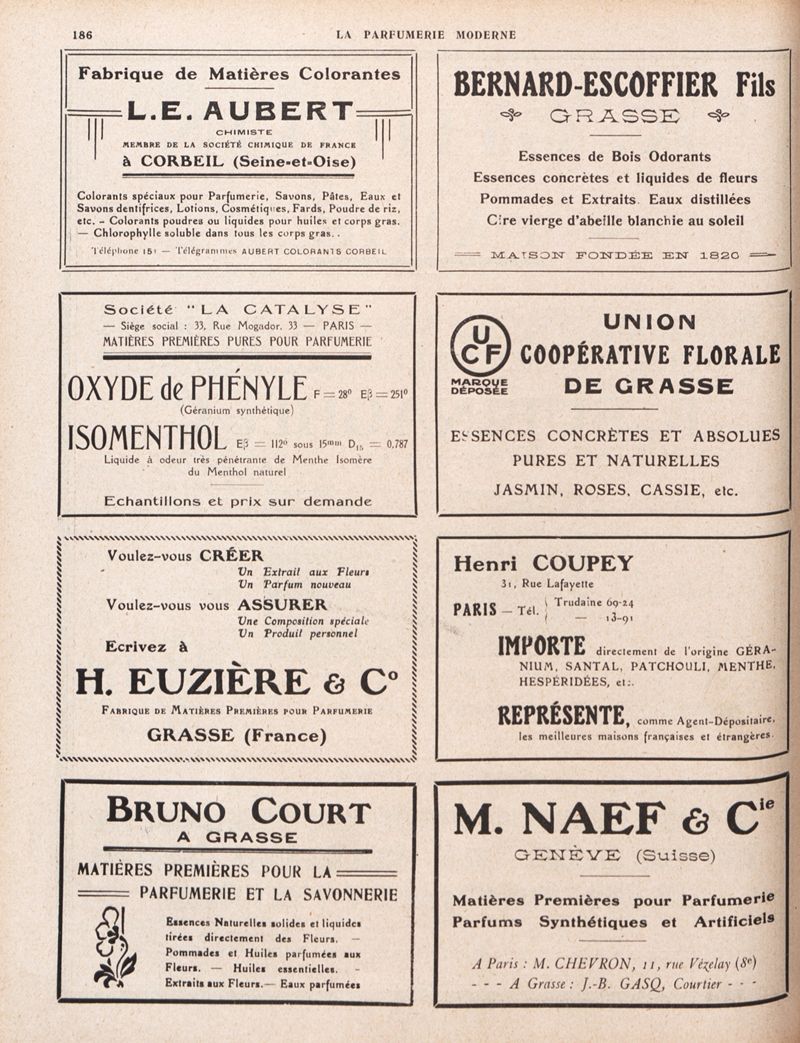 186
LA PARFUMERIE MODERNE
Fabrique de Matières Colorantes
L.E. AUBERT
CHIMISTE
MEMBRE DE LA SOCIÉTÉ CHIMIQUE DE FRANCE
à CORBEIL (Seine-et-Oise)
Colorants spéciaux pour Parfumerie, Savons, Pâtes, Eaux et
Savons dentifrices, Lotions, Cosmétiques, Fards, Poudre de riz,
etc. - Colorants poudres ou liquides pour huiles et corps gras.
— Chlorophylle soluble dans tous les corps gras. .
Téléphone 151 — Télégrammes AUBERT COLORANTS CORBEIL
BERNARD-ESCOFFIER Fils
GRASSE
Essences de Bois Odorants
Essences concrètes et liquides de fleurs
Pommades et Extraits. Eaux distillées
Cire vierge d'abeille blanchie au soleil
MAISON FONDÉE EN 1820
Société "LA CATALYSE"
— Siège social : 33, Rue Mogador, 33 — PARIS —
MATIÈRES PREMIÈRES PURES POUR PARFUMERIE
OXYDE de PHÉNYLE F = 28° Eβ = 251°
(Géranium synthétique)
ISOMENTHOL Eβ = 112° sous 15mm D15 = 0,787
Liquide à odeur très pénétrante de Menthe Isomère
du Menthol naturel
Echantillons et prix sur demande
UCF
MARQUE
DÉPOSÉE
UNION
COOPÉRATIVE FLORALE
DE GRASSE
ESSENCES CONCRÈTES ET ABSOLUES
PURES ET NATURELLES
JASMIN, ROSES, CASSIE, etc.
Voulez-vous CRÉER
Un Extrait aux Fleurs
Un Parfum nouveau
Voulez-vous vous ASSURER
Une Composition spéciale
Un Produit personnel
Ecrivez à
H. EUZIÈRE & Cº
FABRIQUE DE MATIÈRES PREMIÈRES POUR PARFUMERIE
GRASSE (France)
Henri COUPEY
31, Rue Lafayette
PARIS — Tél. { Trudaine 69-24
— 13-91
IMPORTE directement de l'origine GÉRA-
NIUM, SANTAL, PATCHOULI, MENTHE,
HESPÉRIDÉES, etc.
REPRÉSENTE, comme Agent-Dépositaire,
les meilleures maisons françaises et étrangères.
BRUNO COURT
A GRASSE
MATIÈRES PREMIÈRES POUR LA
PARFUMERIE ET LA SAVONNERIE
Essences Naturelles solides et liquides
tirées directement des Fleurs. —
Pommades et Huiles parfumées aux
Fleurs. — Huiles essentielles. -
Extraits aux Fleurs. — Eaux parfumées
M. NAEF & Cie
GENÈVE (Suisse)
Matières Premières pour Parfumerie
Parfums Synthétiques et Artificiels
A Paris : M. CHEVRON, 11, rue Vézelay (8e)
- - - A Grasse : J.-B. GASQ, Courtier - - -